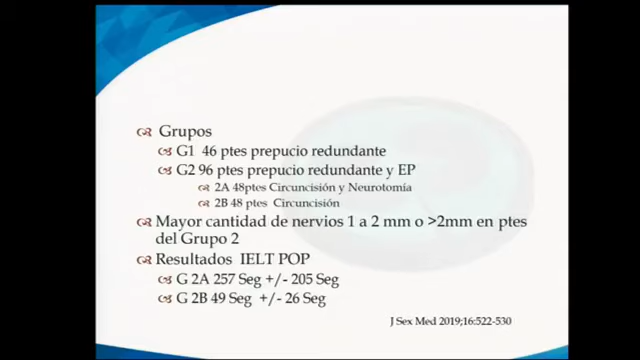 Grupos
G1 46 ptes prepucio redundante
G2 96 ptes prepucio redundante y EP
2A 48ptes Circuncisión y Neurotomía
2B 48 ptes Circuncisión
Mayor cantidad de nervios 1 a 2 mm o >2mm en ptes
del Grupo 2
Resultados IELT POP
G 2A 257 Seg +/- 205 Seg
G 2B 49 Seg +/- 26 Seg
J Sex Med 2019;16:522-530